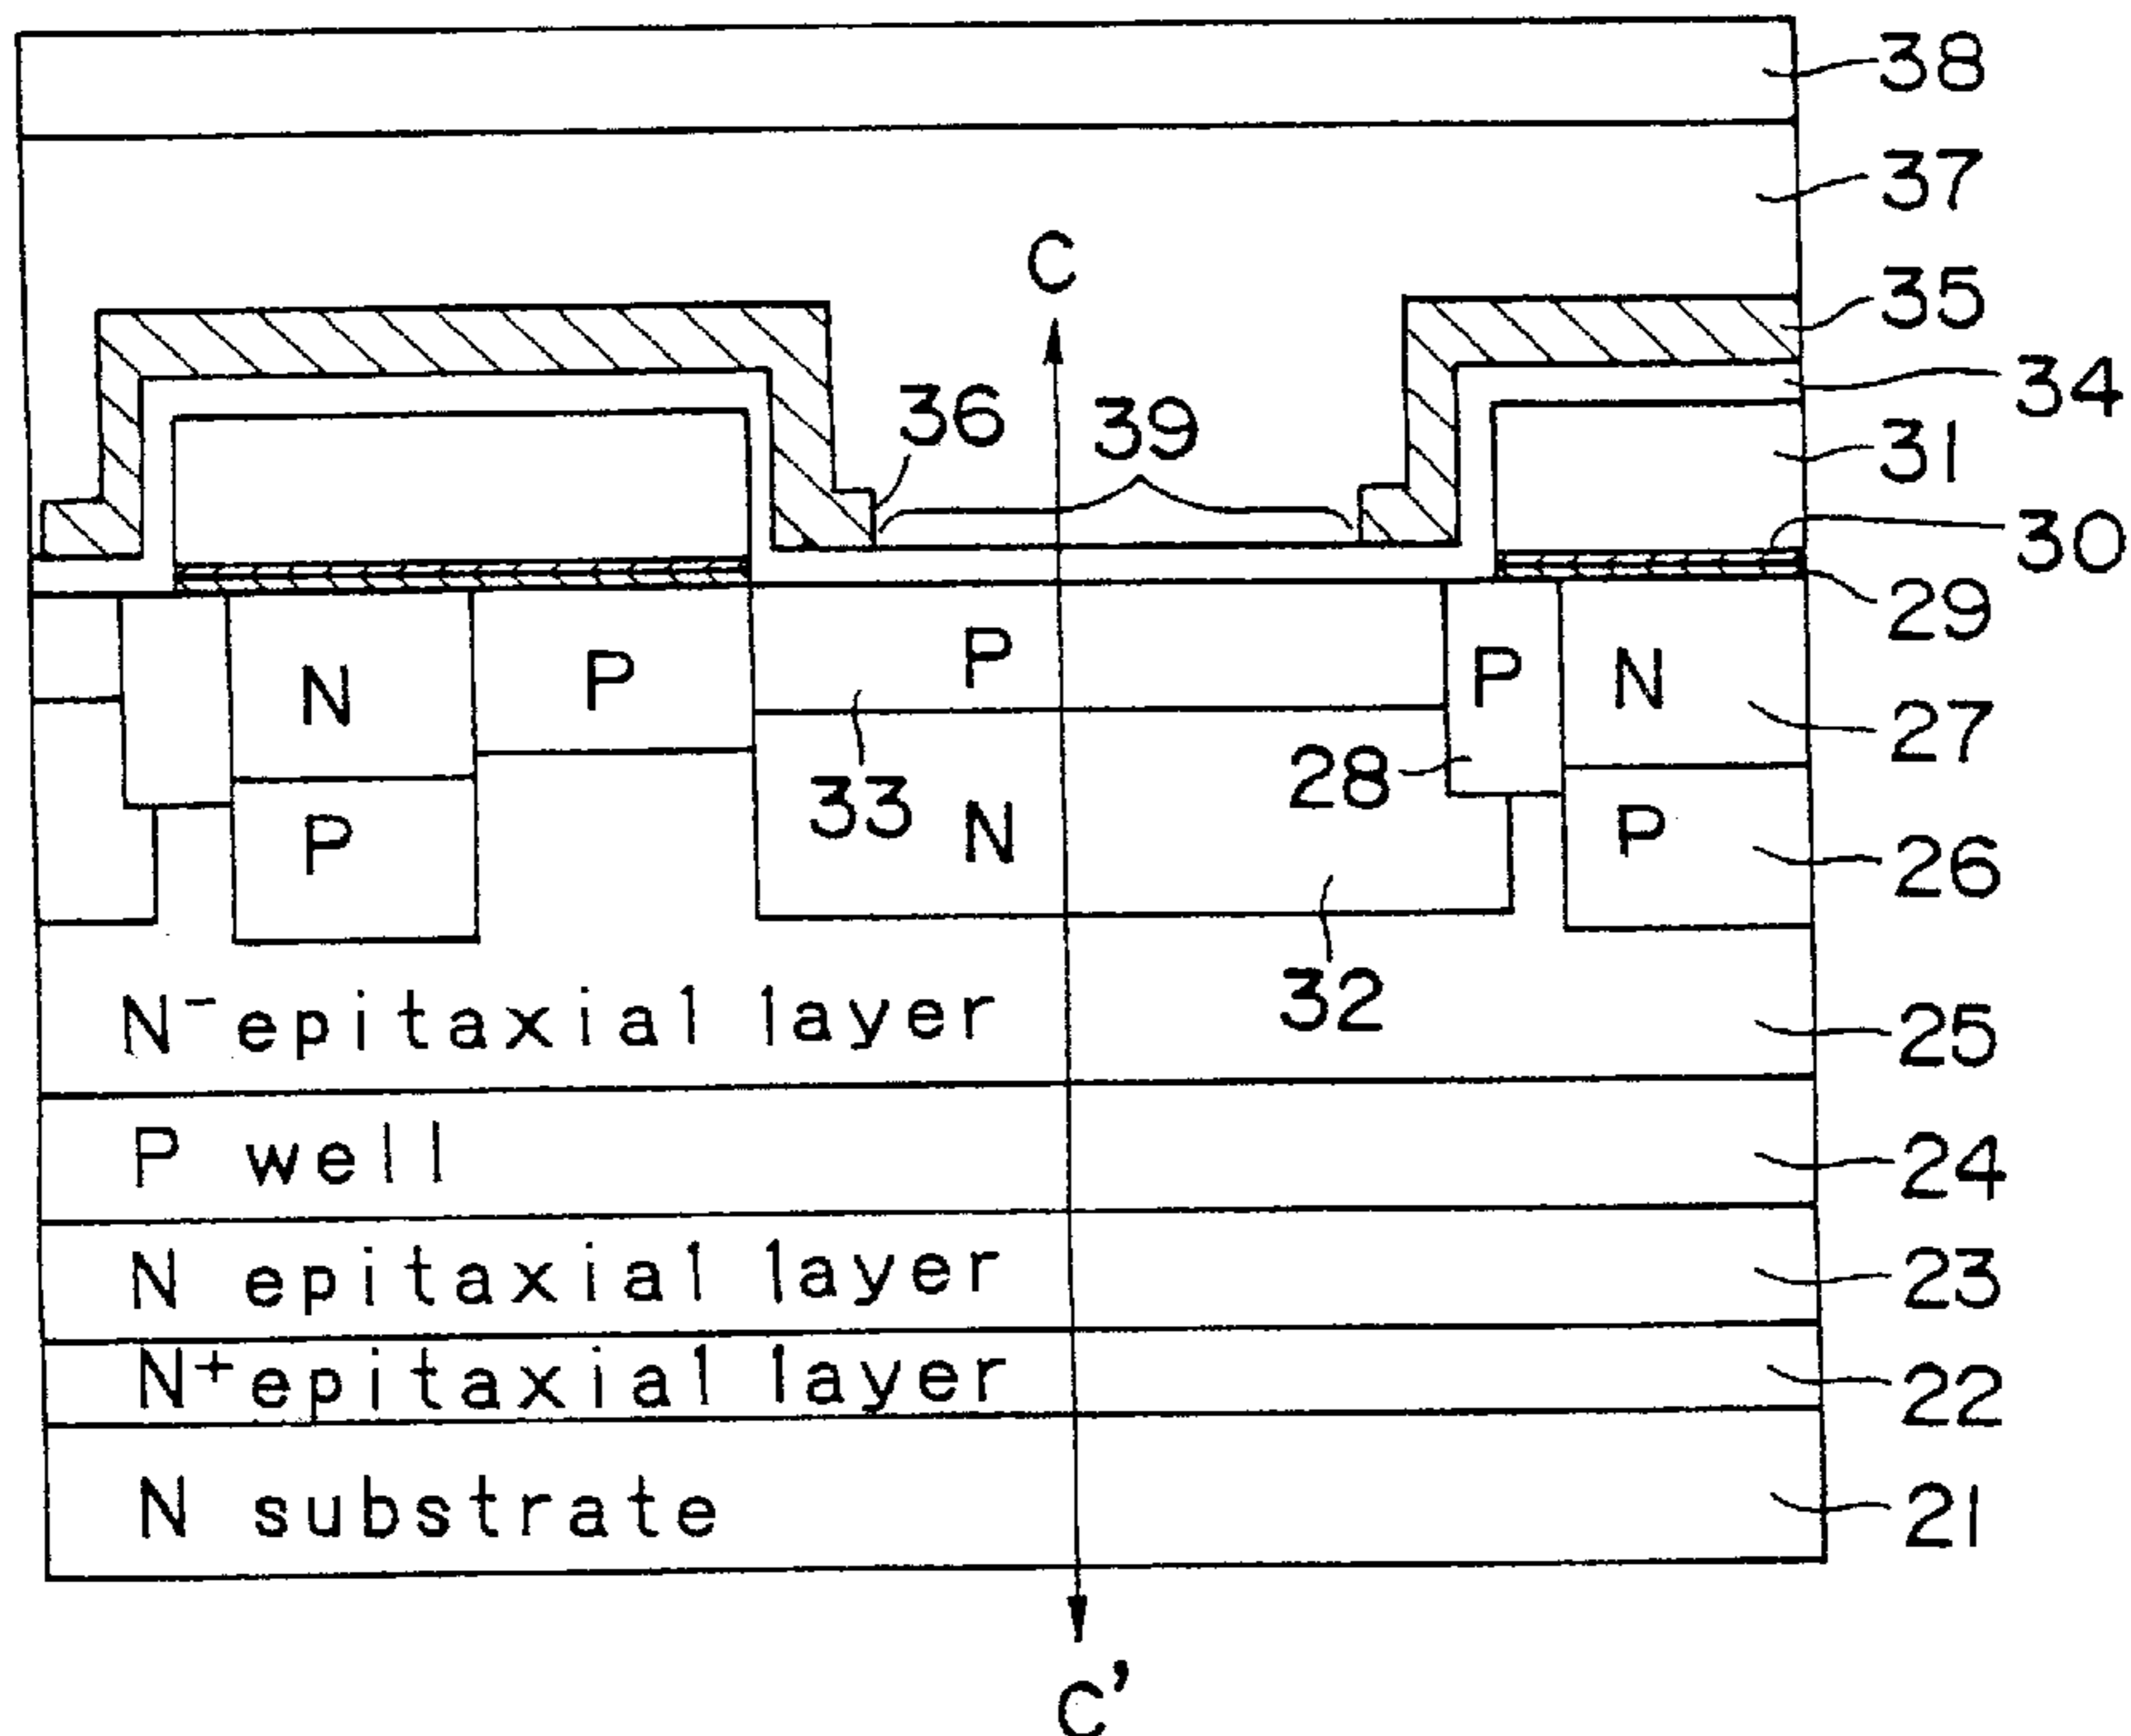 38
37
C
35
34
36
39
31
30
29
N
P
P
P
N
27
33
28
P
N
P
26
32
N⁻epitaxial layer
25
P well
24
N epitaxial layer
23
N⁺epitaxial layer
22
N substrate
21
C'